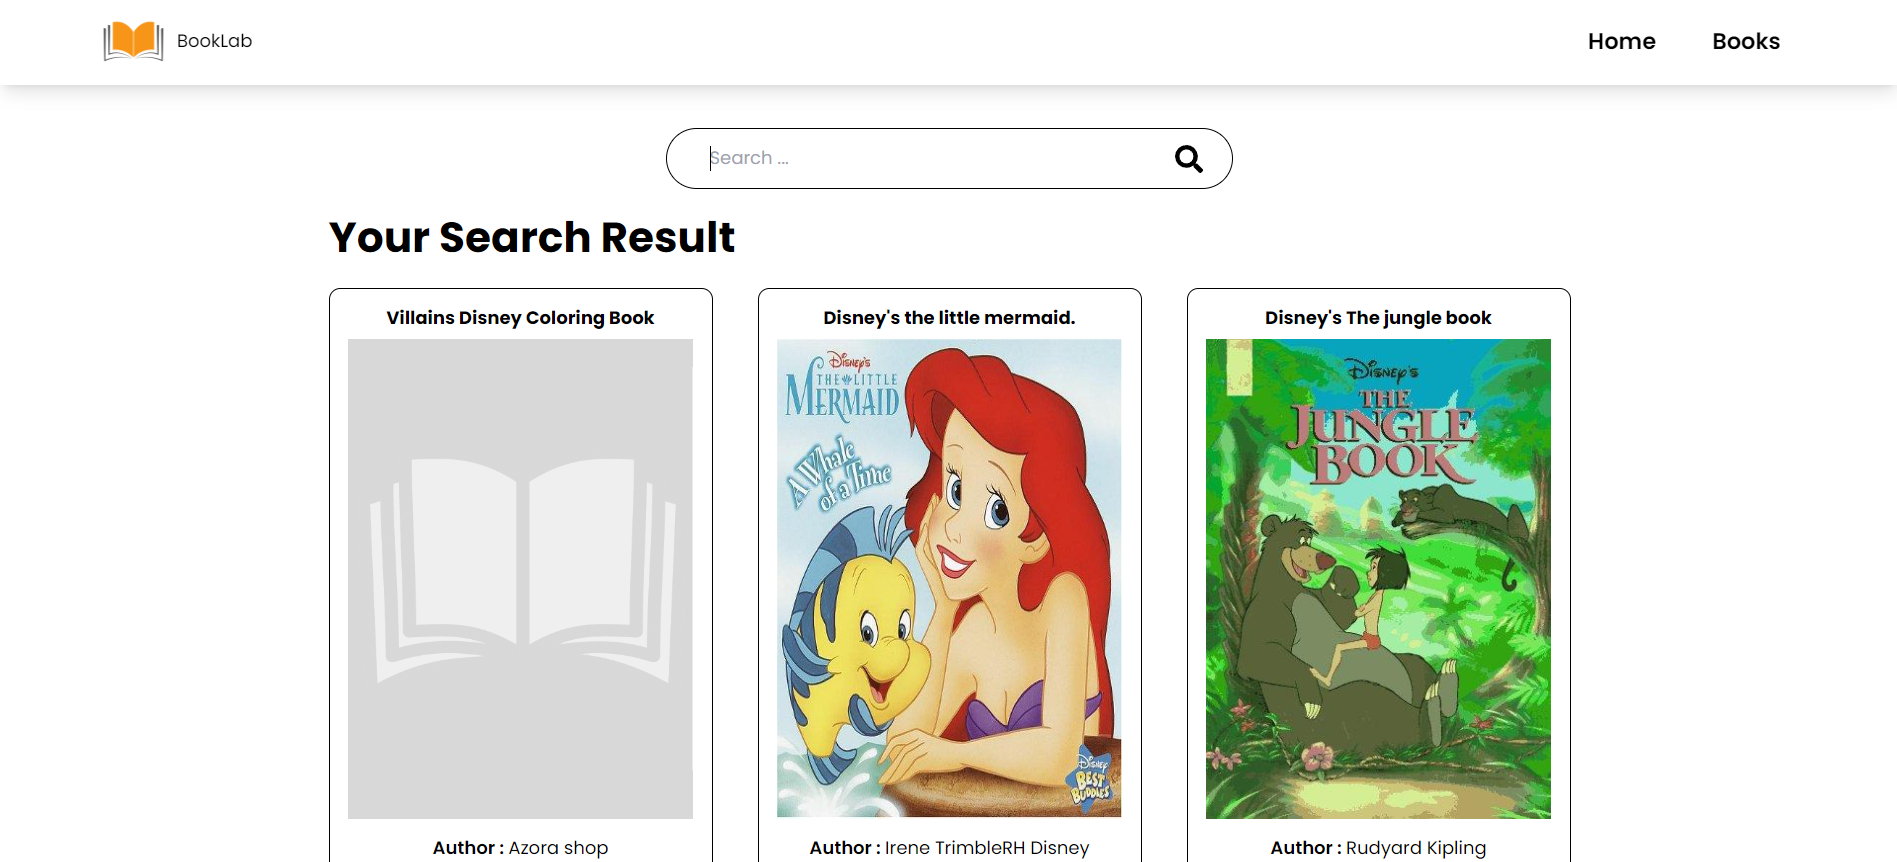 BookLab
Home Books
Search ...
Your Search Result
Villains Disney Coloring Book
Disney's the little mermaid.
Disney's The jungle book
Disney's
THE LITTLE
MERMAID
A Whale
of a Time
Disney
BEST
BUDDIES
Disney's
THE
JUNGLE
BOOK
Author : Azora shop
Author : Irene TrimbleRH Disney
Author : Rudyard Kipling